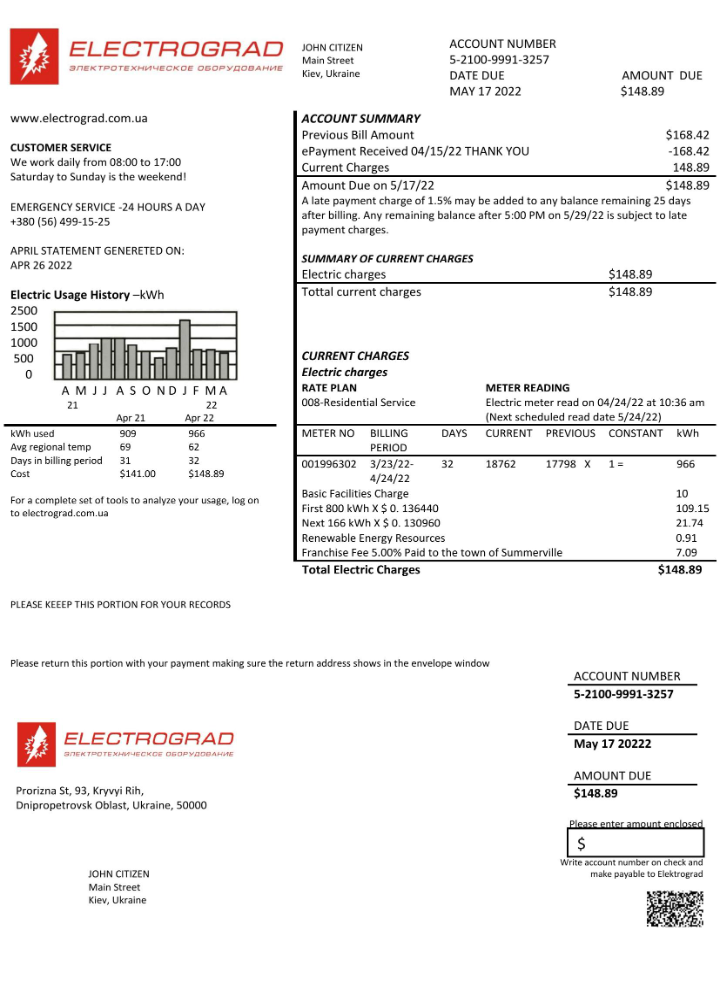 ELECTROGRAD
ЭЛЕКТРОТЕХНИЧЕСКОЕ ОБОРУДОВАНИЕ
JOHN CITIZEN
Main Street
Kiev, Ukraine
ACCOUNT NUMBER
5-2100-9991-3257
DATE DUE AMOUNT DUE
MAY 17 2022 $148.89
www.electrograd.com.ua
CUSTOMER SERVICE
We work daily from 08:00 to 17:00
Saturday to Sunday is the weekend!
EMERGENCY SERVICE -24 HOURS A DAY
+380 (56) 499-15-25
APRIL STATEMENT GENERETED ON:
APR 26 2022
Electric Usage History –kWh
2500
1500
1000
500
0
A M J J A S O N D J F M A
21 22
Apr 21 Apr 22
kWh used 909 966
Avg regional temp 69 62
Days in billing period 31 32
Cost $141.00 $148.89
For a complete set of tools to analyze your usage, log on
to electrograd.com.ua
ACCOUNT SUMMARY
Previous Bill Amount $168.42
ePayment Received 04/15/22 THANK YOU -168.42
Current Charges 148.89
Amount Due on 5/17/22 $148.89
A late payment charge of 1.5% may be added to any balance remaining 25 days
after billing. Any remaining balance after 5:00 PM on 5/29/22 is subject to late
payment charges.
SUMMARY OF CURRENT CHARGES
Electric charges $148.89
Tottal current charges $148.89
CURRENT CHARGES
Electric charges
RATE PLAN METER READING
008-Residential Service Electric meter read on 04/24/22 at 10:36 am
(Next scheduled read date 5/24/22)
METER NO BILLING PERIOD DAYS CURRENT PREVIOUS CONSTANT kWh
001996302 3/23/22- 32 18762 17798 X 1 = 966
4/24/22
Basic Facilities Charge 10
First 800 kWh X $ 0. 136440 109.15
Next 166 kWh X $ 0. 130960 21.74
Renewable Energy Resources 0.91
Franchise Fee 5.00% Paid to the town of Summerville 7.09
Total Electric Charges $148.89
PLEASE KEEEP THIS PORTION FOR YOUR RECORDS
Please return this portion with your payment making sure the return address shows in the envelope window
ACCOUNT NUMBER
5-2100-9991-3257
DATE DUE
May 17 20222
AMOUNT DUE
$148.89
Please enter amount enclosed
$
Write account number on check and
make payable to Elektrograd
ELECTROGRAD
ЭЛЕКТРОТЕХНИЧЕСКОЕ ОБОРУДОВАНИЕ
Prorizna St, 93, Kryvyi Rih,
Dnipropetrovsk Oblast, Ukraine, 50000
JOHN CITIZEN
Main Street
Kiev, Ukraine